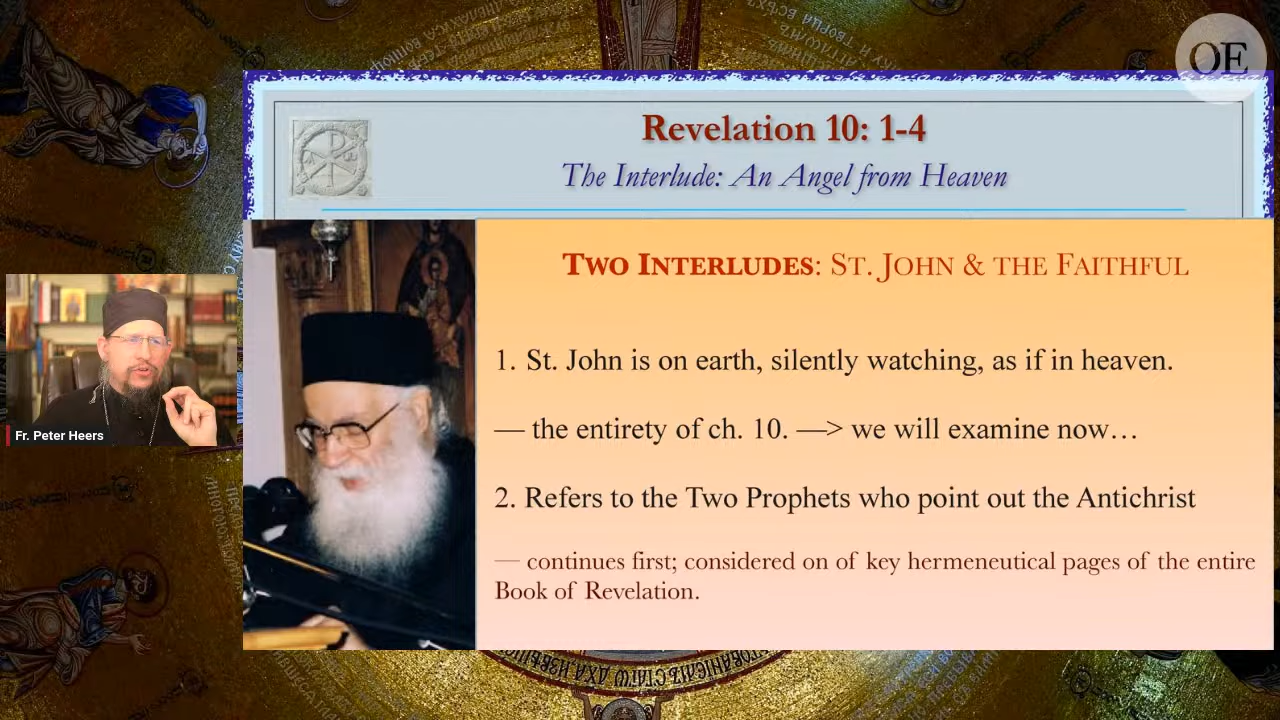 OE
Revelation 10: 1-4
The Interlude: An Angel from Heaven
TWO INTERLUDES: ST. JOHN & THE FAITHFUL
1. St. John is on earth, silently watching, as if in heaven.
— the entirety of ch. 10. —> we will examine now…
2. Refers to the Two Prophets who point out the Antichrist
— continues first; considered on of key hermeneutical pages of the entire
Book of Revelation.
Fr. Peter Heers